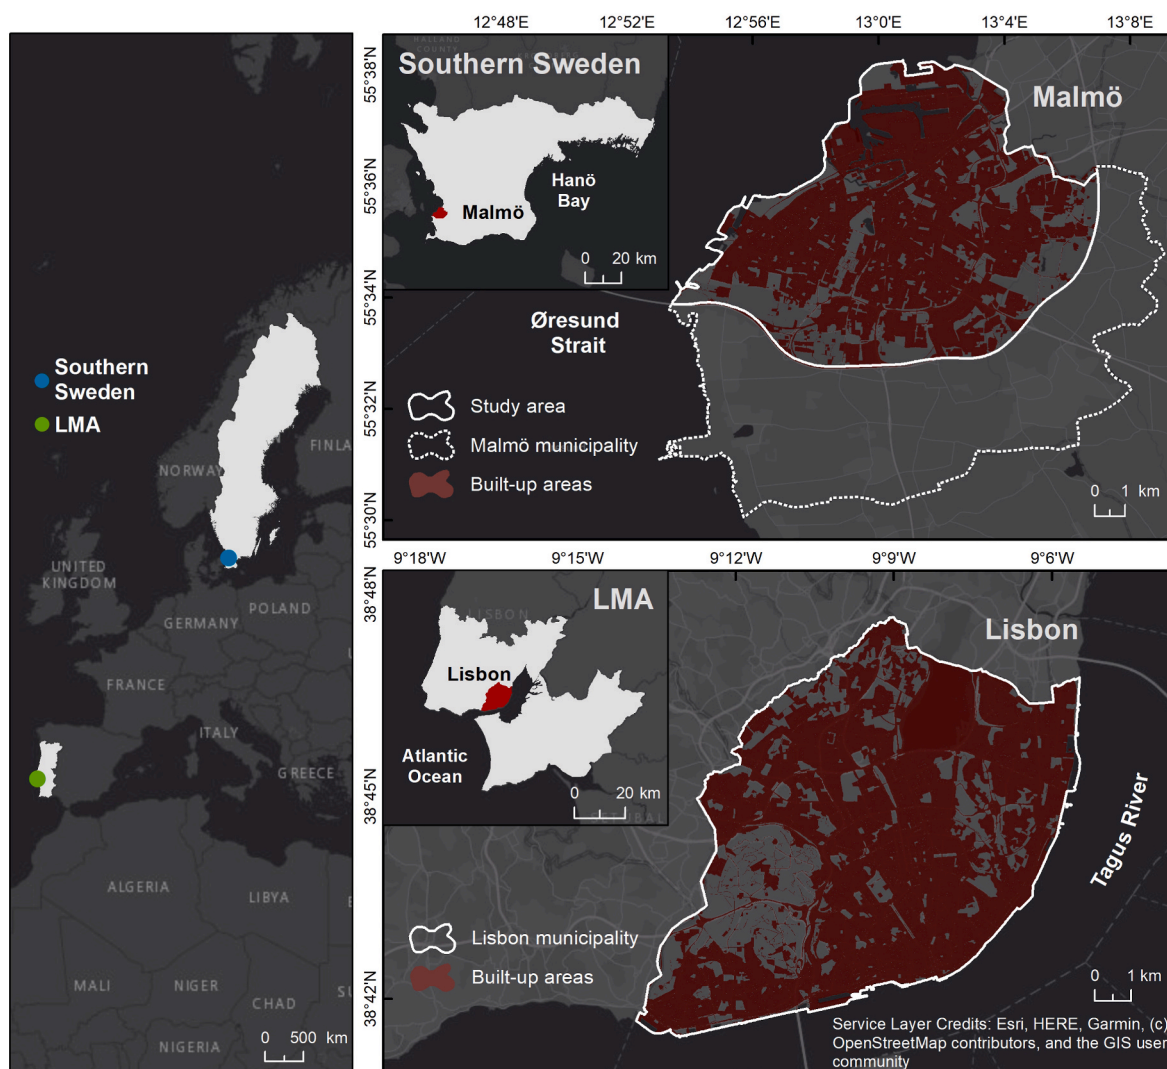 Southern
Sweden
LMA
NORWAY
FINLA
UNITED
KINGDOM
POLAND
GERMANY
FRANCE
ITALY
GREECE
ALGERIA
LIBYA
MALI
NIGER
CHAD
NIGERIA
0 500 km
12°48'E 12°52'E 12°56'E 13°0'E 13°4'E 13°8'E
55°38'N
55°36'N
55°34'N
55°32'N
55°30'N
HALLAND
COUNTY
Southern Sweden
Hanö
Bay
Malmö
0 20 km
Malmö
Øresund
Strait
Study area
Malmö municipality
Built-up areas
0 1 km
9°18'W 9°15'W 9°12'W 9°9'W 9°6'W
38°48'N
38°45'N
38°42'N
LMA
LISBON
Lisbon
Atlantic
Ocean
0 20 km
Lisbon
Tagus River
Lisbon municipality
Built-up areas
0 1 km
Service Layer Credits: Esri, HERE, Garmin, (c)
OpenStreetMap contributors, and the GIS user
community